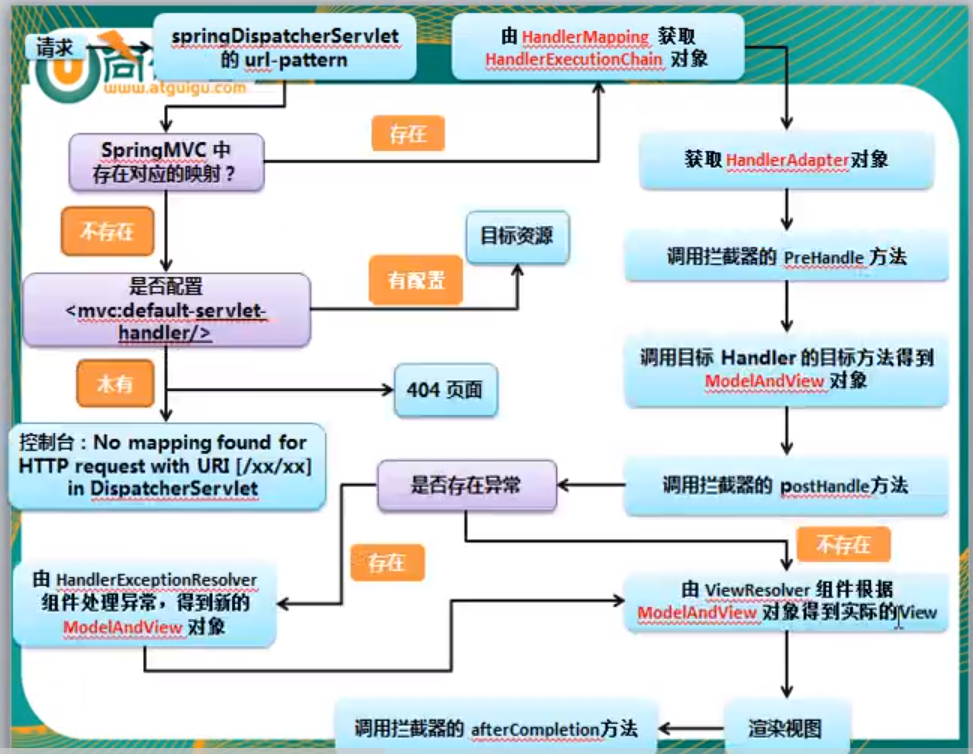 请求
springDispatcherServlet
的 url-pattern
由 HandlerMapping 获取
HandlerExecutionChain 对象
www.atguigu.com
存在
SpringMVC 中
存在对应的映射？
获取 HandlerAdapter对象
不存在
目标资源
调用拦截器的 PreHandle 方法
有配置
是否配置
<mvc:default-servlet-
handler/>
调用目标 Handler 的目标方法得到
ModelAndView 对象
木有
404 页面
控制台：No mapping found for
HTTP request with URI [/xx/xx]
in DispatcherServlet
是否存在异常
调用拦截器的 postHandle方法
不存在
存在
由 HandlerExceptionResolver
组件处理异常，得到新的
ModelAndView 对象
由 ViewResolver 组件根据
ModelAndView 对象得到实际的View
调用拦截器的 afterCompletion方法
渲染视图